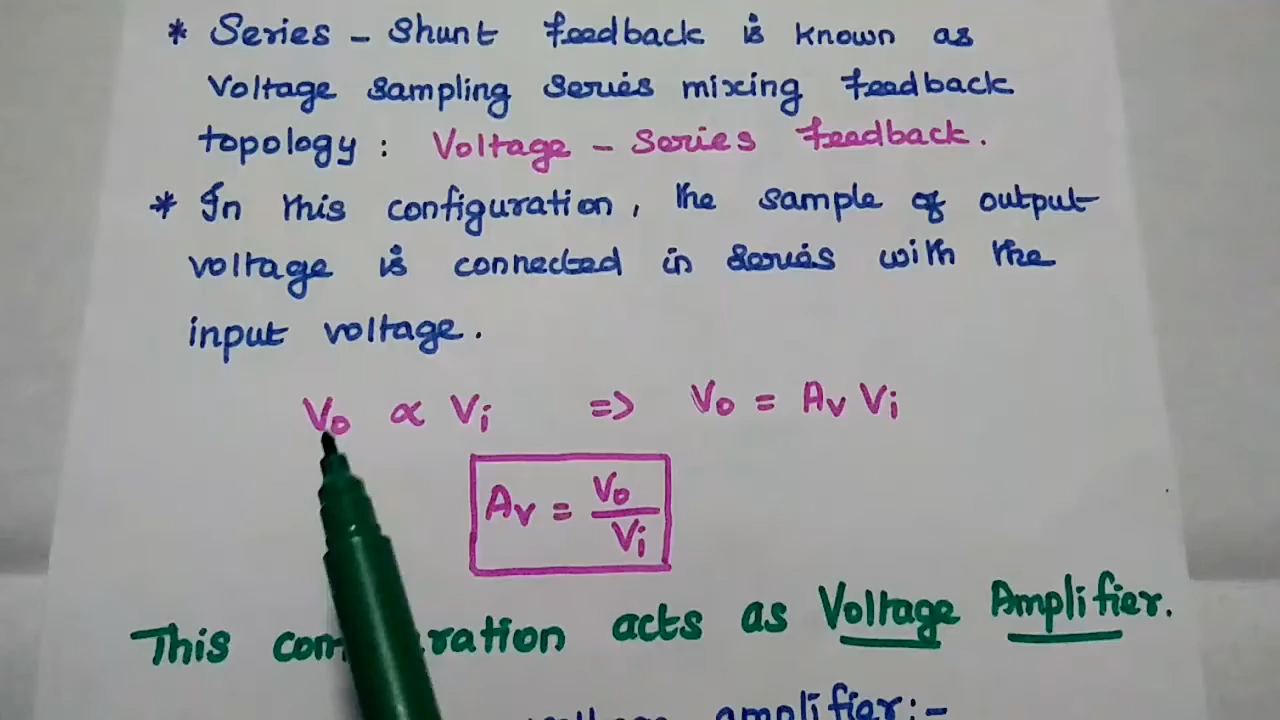 * Series - Shunt feedback is known as
Voltage sampling series mixing feedback
topology : Voltage - Series feedback.
* In this configuration, the sample of output
voltage is connected in series with the
input voltage.
Vo ∝ Vi => Vo = Av Vi
Av = Vo/Vi
This acts as Voltage Amplifier.
amplifier:-